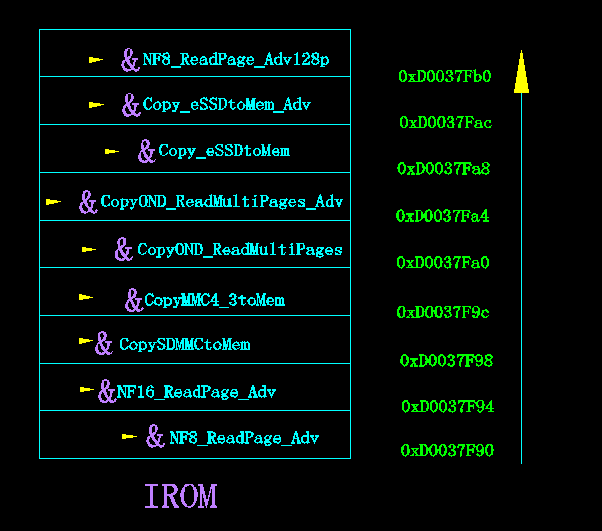 & NF8_ReadPage_Adv128p
0xD0037Fb0
& Copy_eSSDtoMem_Adv
0xD0037Fac
& Copy_eSSDtoMem
0xD0037Fa8
& CopyOND_ReadMultiPages_Adv
0xD0037Fa4
& CopyOND_ReadMultiPages
0xD0037Fa0
& CopyMMC4_3toMem
0xD0037F9c
& CopySDMMCtoMem
0xD0037F98
& NF16_ReadPage_Adv
0xD0037F94
& NF8_ReadPage_Adv
0xD0037F90
IROM